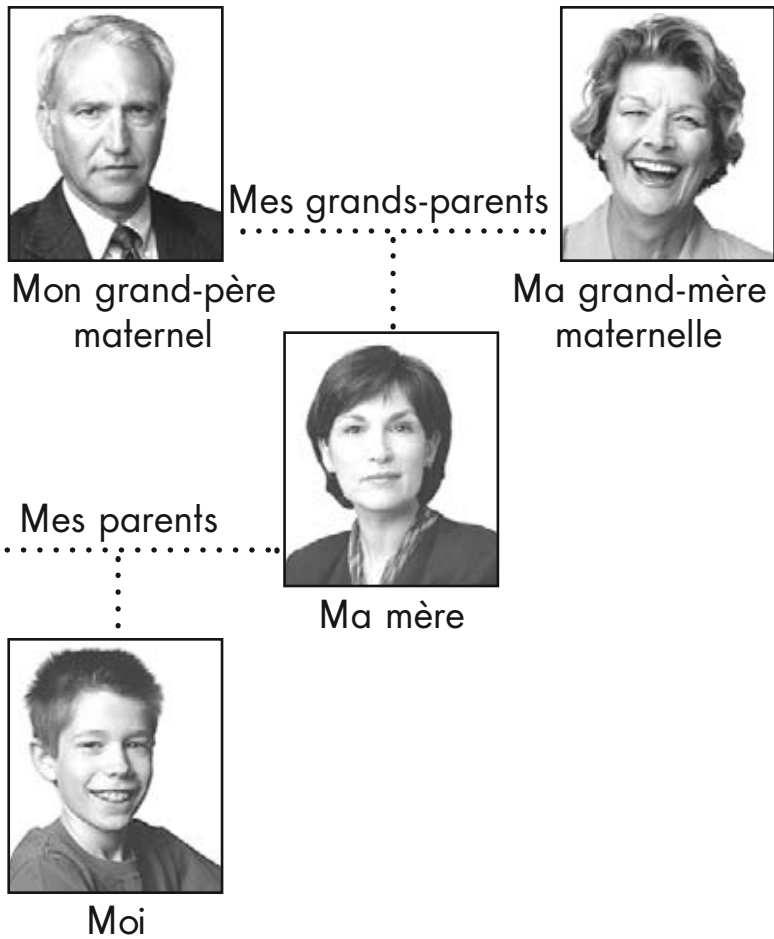 Mes grands-parents
Mon grand-père
maternel
Ma grand-mère
maternelle
Mes parents
Ma mère
Moi